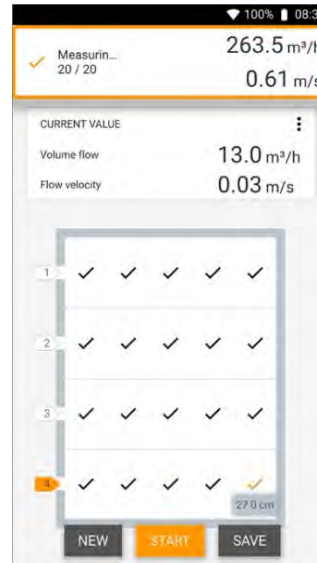 100% 08:3
Measurin... 263.5 m³/h
20 / 20
0.61 m/s
CURRENT VALUE
Volume flow 13.0 m³/h
Flow velocity 0.03 m/s
1
2
3
4
27.0 cm
NEW START SAVE